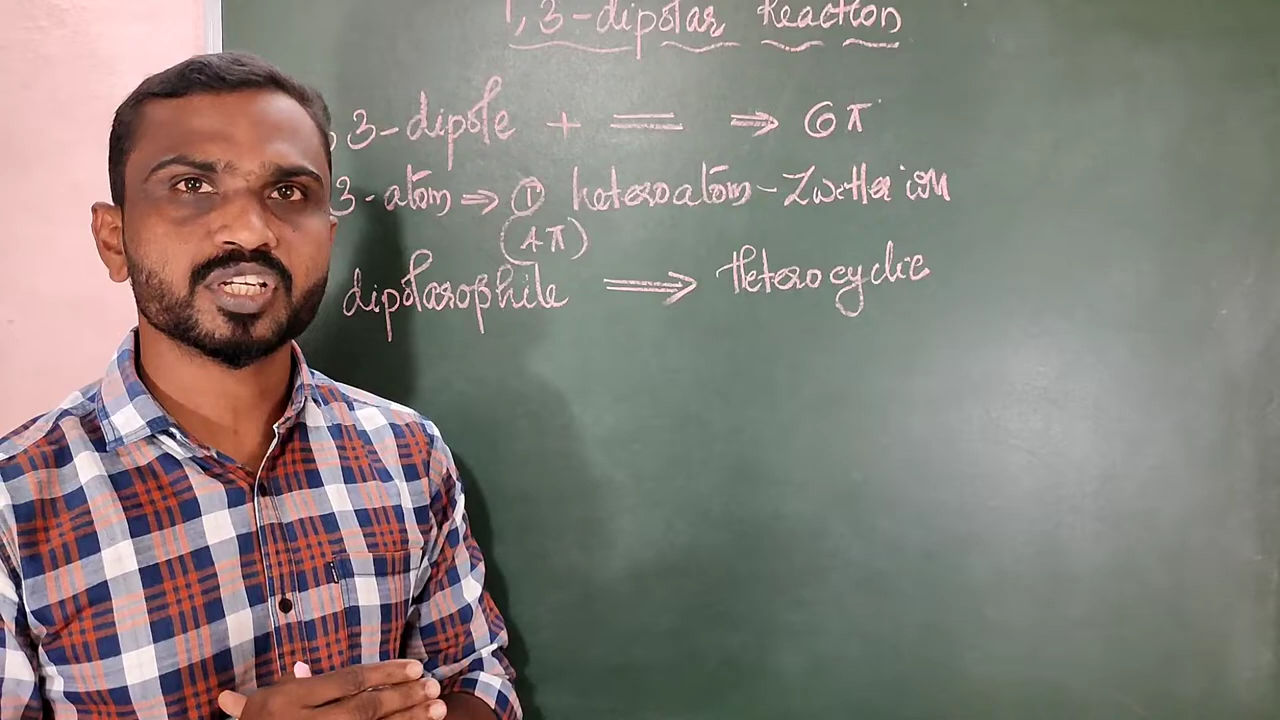 1,3-dipolar Reaction
3-dipole + = ⇒ 6π
3-atom ⇒ ① heteroatom - Zwitter ion
(4π)
dipolarophile ⇒ Heterocyclic